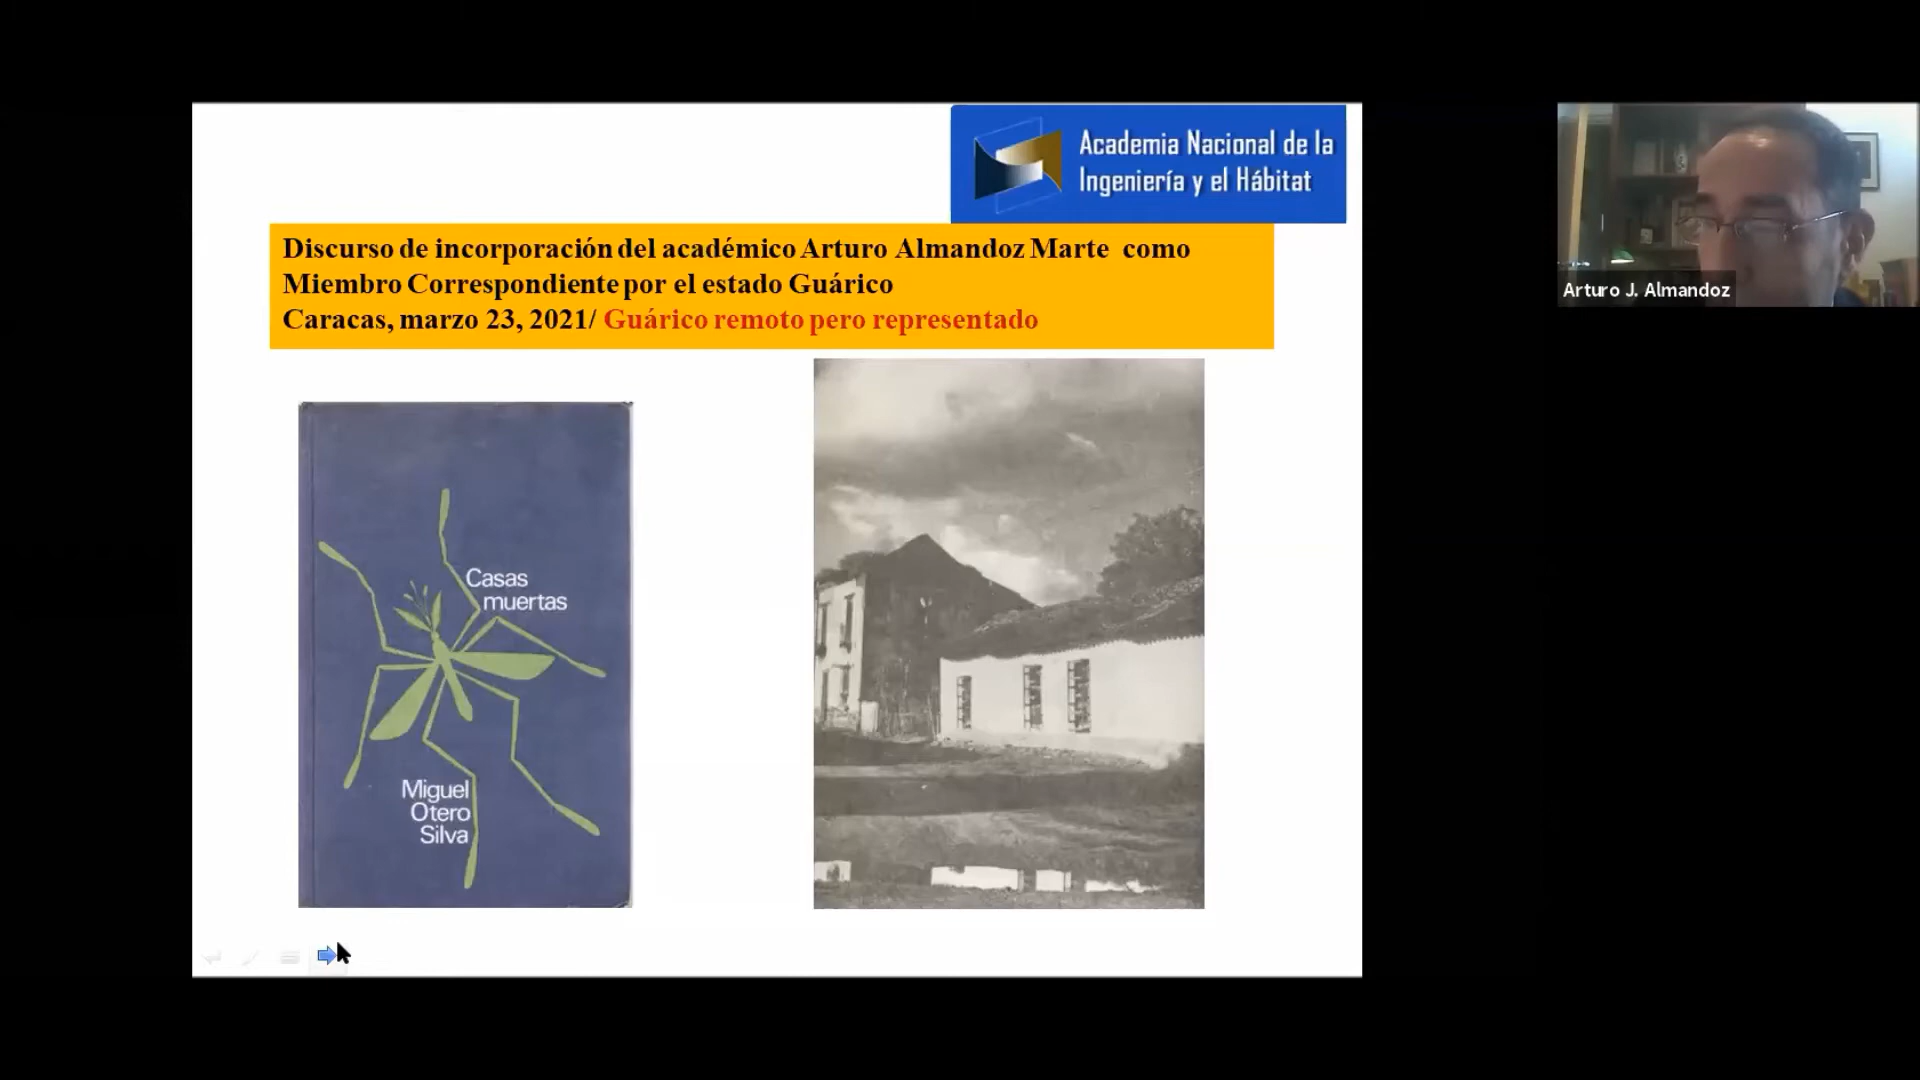 Academia Nacional de la
Ingeniería y el Hábitat
Discurso de incorporación del académico Arturo Almandoz Marte como
Miembro Correspondiente por el estado Guárico
Caracas, marzo 23, 2021/ Guárico remoto pero representado
Casas
muertas
Miguel
Otero
Silva
Arturo J. Almandoz